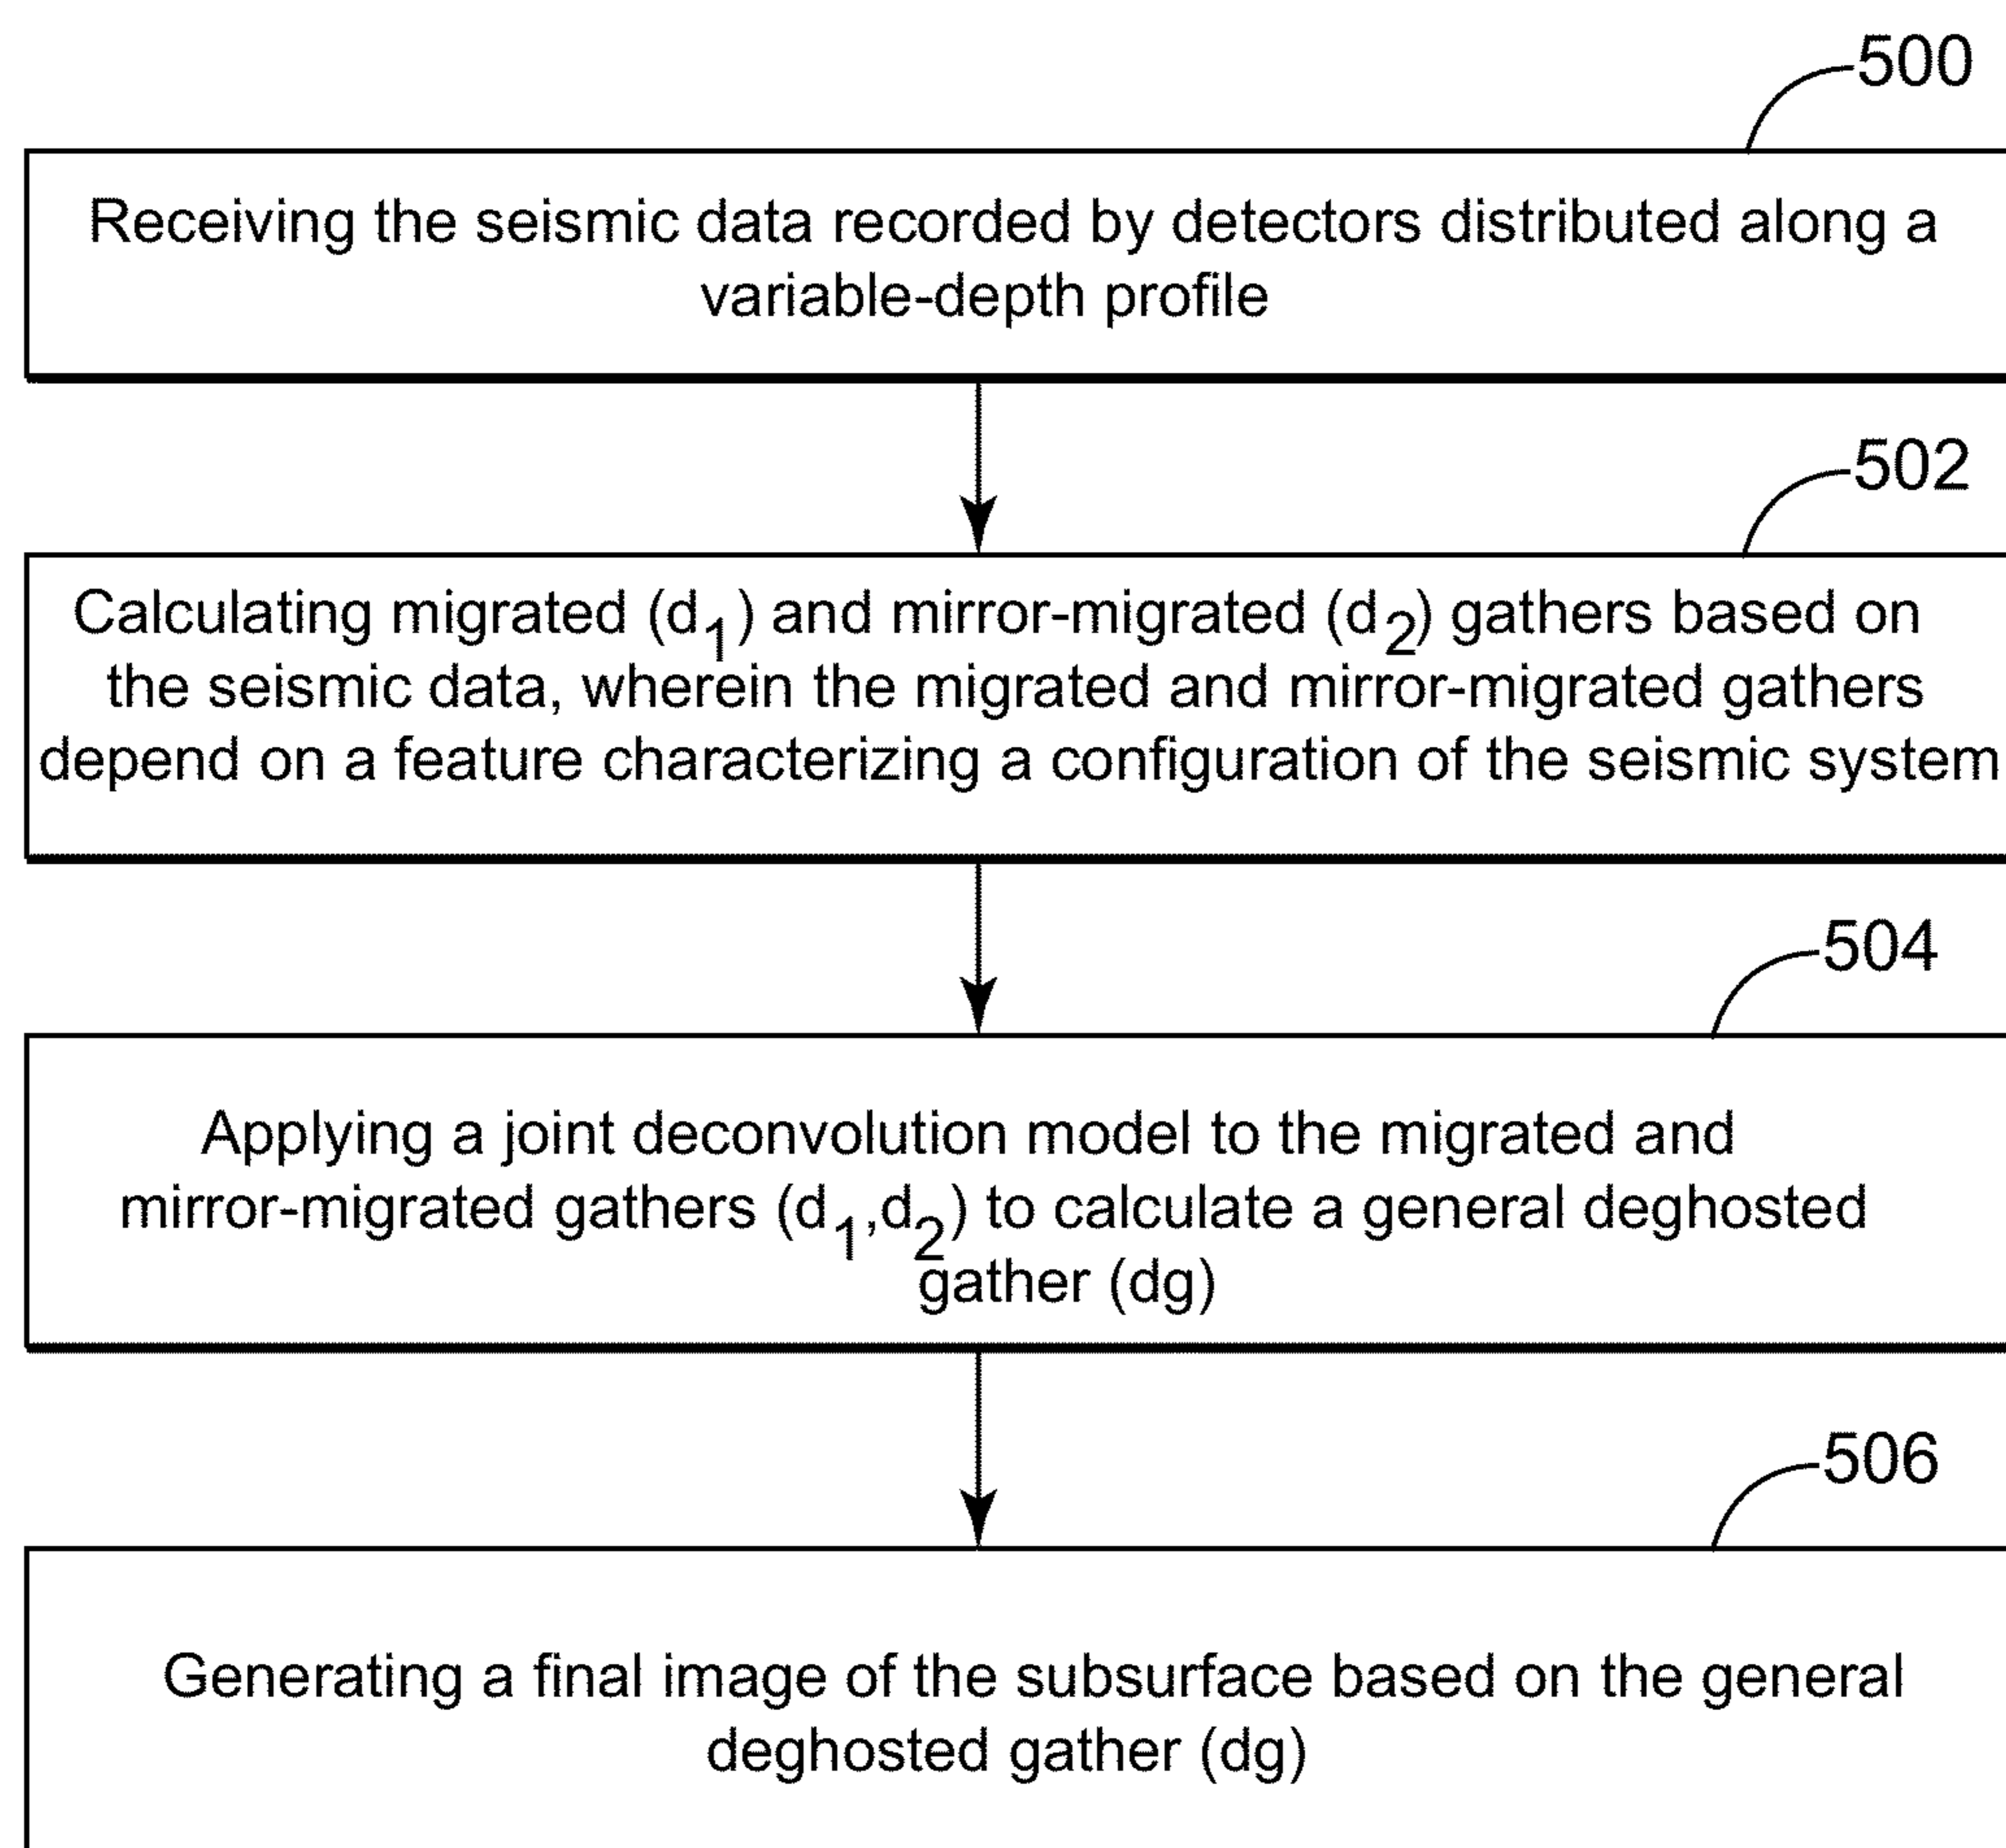 500
Receiving the seismic data recorded by detectors distributed along a
variable-depth profile
502
Calculating migrated (d1) and mirror-migrated (d2) gathers based on
the seismic data, wherein the migrated and mirror-migrated gathers
depend on a feature characterizing a configuration of the seismic system
504
Applying a joint deconvolution model to the migrated and
mirror-migrated gathers (d1,d2) to calculate a general deghosted
gather (dg)
506
Generating a final image of the subsurface based on the general
deghosted gather (dg)